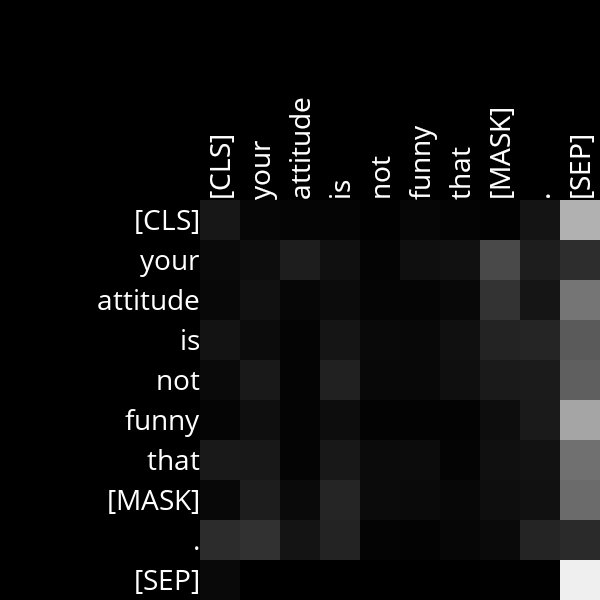 [CLS]
your
attitude
is
not
funny
that
[MASK]
.
[SEP]
[CLS]
your
attitude
is
not
funny
that
[MASK]
.
[SEP]